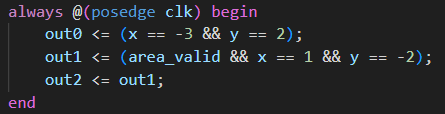 always @(posedge clk) begin
    out0 <= (x == -3 && y == 2);
    out1 <= (area_valid && x == 1 && y == -2);
    out2 <= out1;
end